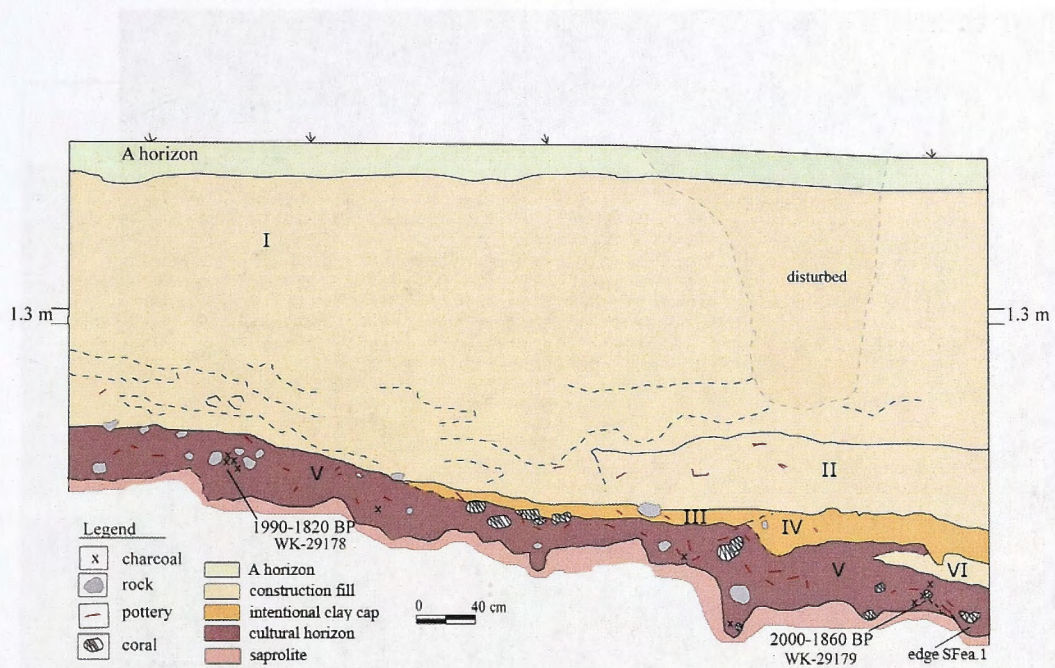 A horizon
I
disturbed
1.3 m
1.3 m
II
V
III
IV
V
VI
1990-1820 BP
WK-29178
2000-1860 BP
WK-29179
edge SFea.1
Legend
charcoal
rock
pottery
coral
A horizon
construction fill
intentional clay cap
cultural horizon
saprolite
0 40 cm